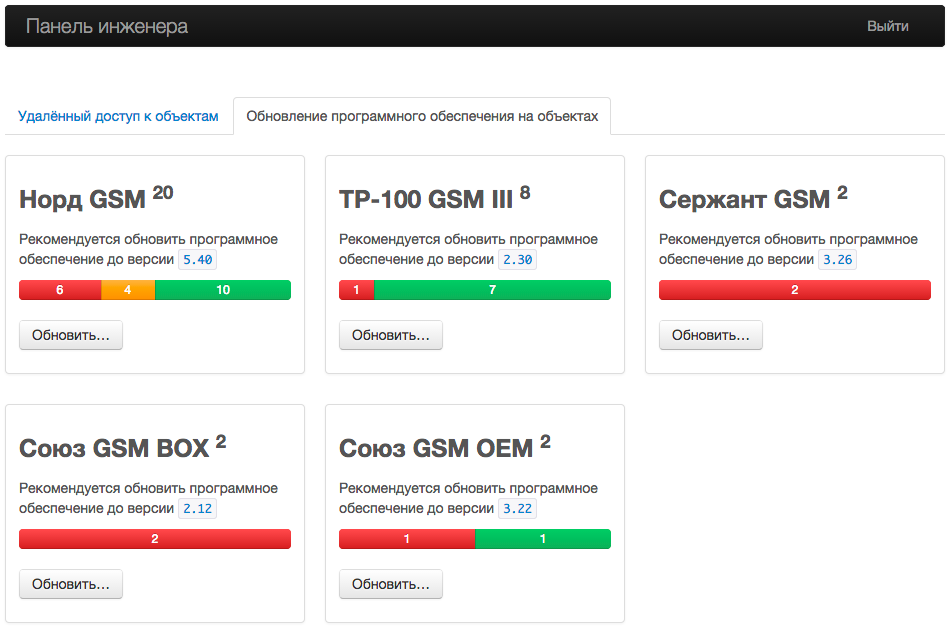 Панель инженера
Выйти
Удалённый доступ к объектам
Обновление программного обеспечения на объектах
Норд GSM 20
Рекомендуется обновить программное
обеспечение до версии 5.40
6 4 10
Обновить...
ТР-100 GSM III 8
Рекомендуется обновить программное
обеспечение до версии 2.30
1 7
Обновить...
Сержант GSM 2
Рекомендуется обновить программное
обеспечение до версии 3.26
2
Обновить...
Союз GSM BOX 2
Рекомендуется обновить программное
обеспечение до версии 2.12
2
Обновить...
Союз GSM OEM 2
Рекомендуется обновить программное
обеспечение до версии 3.22
1 1
Обновить...